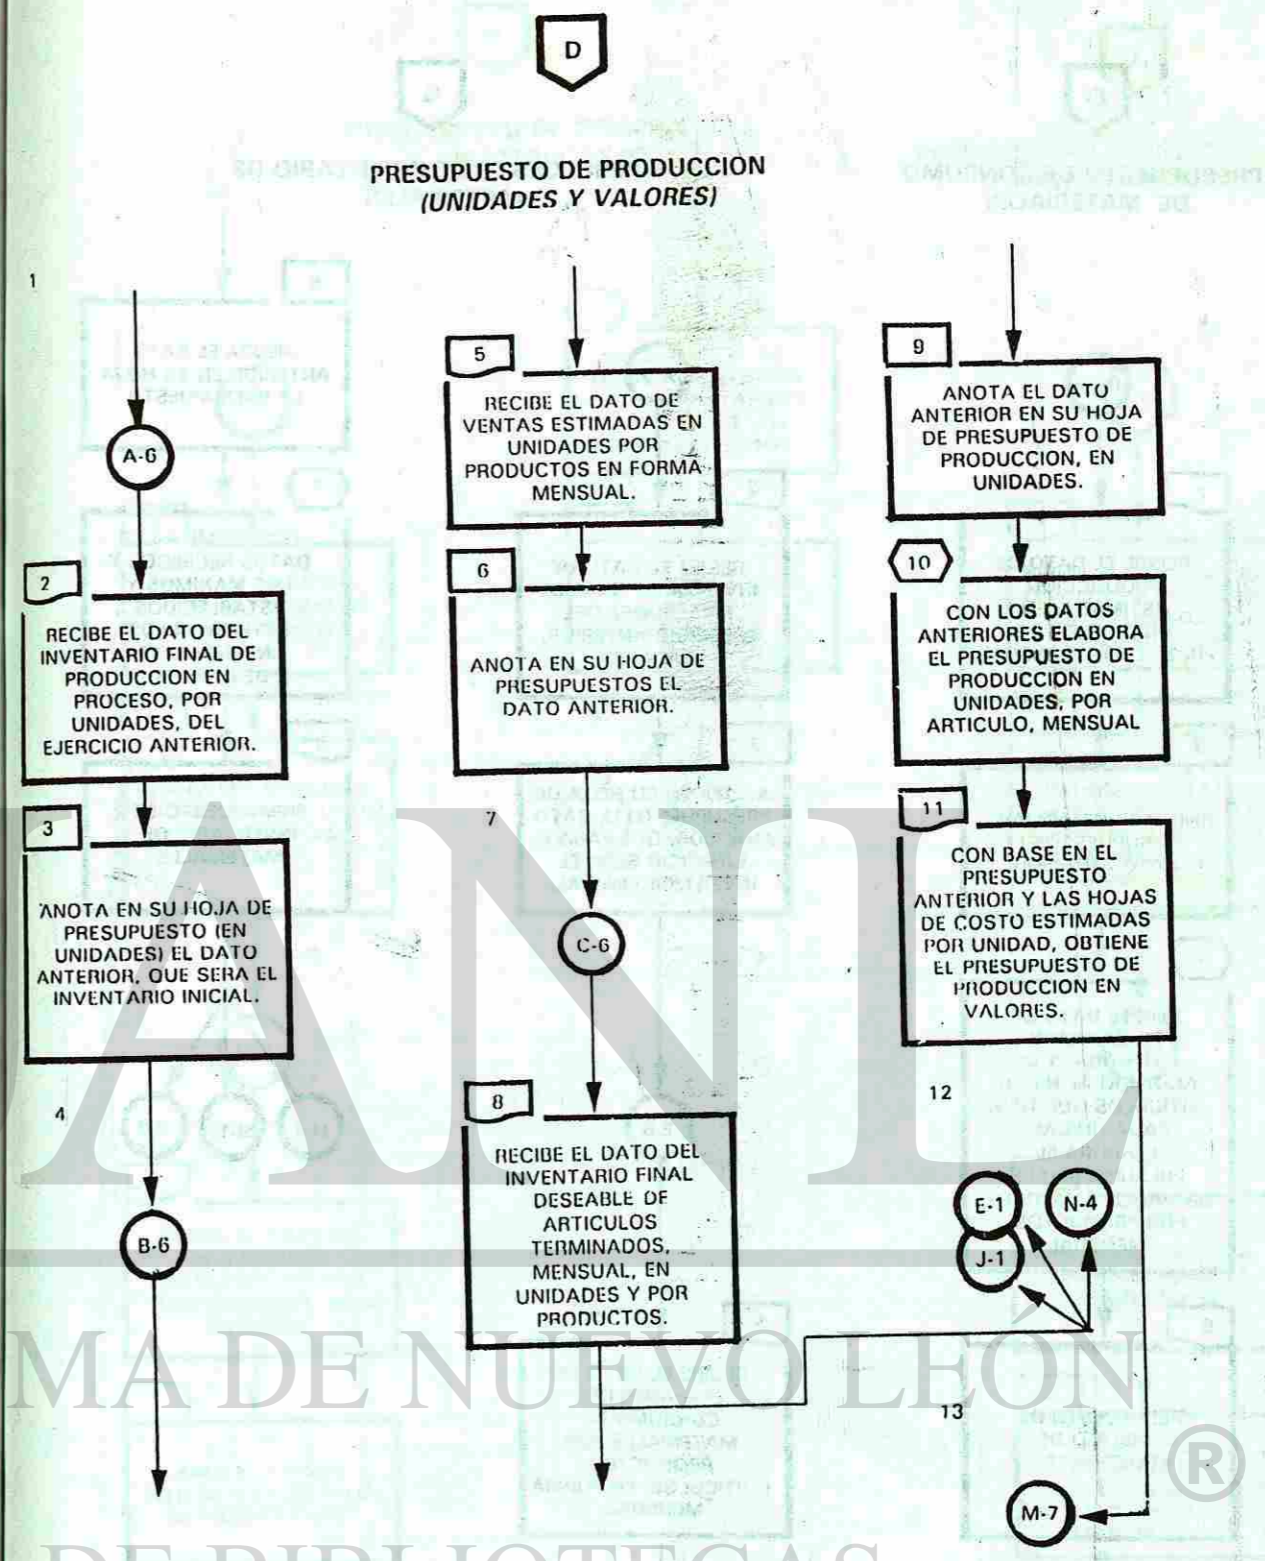 D
PRESUPUESTO DE PRODUCCION
(UNIDADES Y VALORES)
1
A-6
2
RECIBE EL DATO DEL
INVENTARIO FINAL DE
PRODUCCION EN
PROCESO, POR
UNIDADES, DEL
EJERCICIO ANTERIOR.
3
ANOTA EN SU HOJA DE
PRESUPUESTO (EN
UNIDADES) EL DATO
ANTERIOR, QUE SERA EL
INVENTARIO INICIAL.
4
B-6
5
RECIBE EL DATO DE
VENTAS ESTIMADAS EN
UNIDADES POR
PRODUCTOS EN FORMA
MENSUAL.
6
ANOTA EN SU HOJA DE
PRESUPUESTOS EL
DATO ANTERIOR.
7
C-6
8
RECIBE EL DATO DEL
INVENTARIO FINAL
DESEABLE DE
ARTICULOS
TERMINADOS,
MENSUAL, EN
UNIDADES Y POR
PRODUCTOS.
9
ANOTA EL DATO
ANTERIOR EN SU HOJA
DE PRESUPUESTO DE
PRODUCCION, EN
UNIDADES.
10
CON LOS DATOS
ANTERIORES ELABORA
EL PRESUPUESTO DE
PRODUCCION EN
UNIDADES, POR
ARTICULO, MENSUAL
11
CON BASE EN EL
PRESUPUESTO
ANTERIOR Y LAS HOJAS
DE COSTO ESTIMADAS
POR UNIDAD, OBTIENE
EL PRESUPUESTO DE
PRODUCCION EN
VALORES.
12
E-1
N-4
J-1
13
M-7
ANL
MA DE NUEVO LEÓN
®
DE BIBLIOTECAS